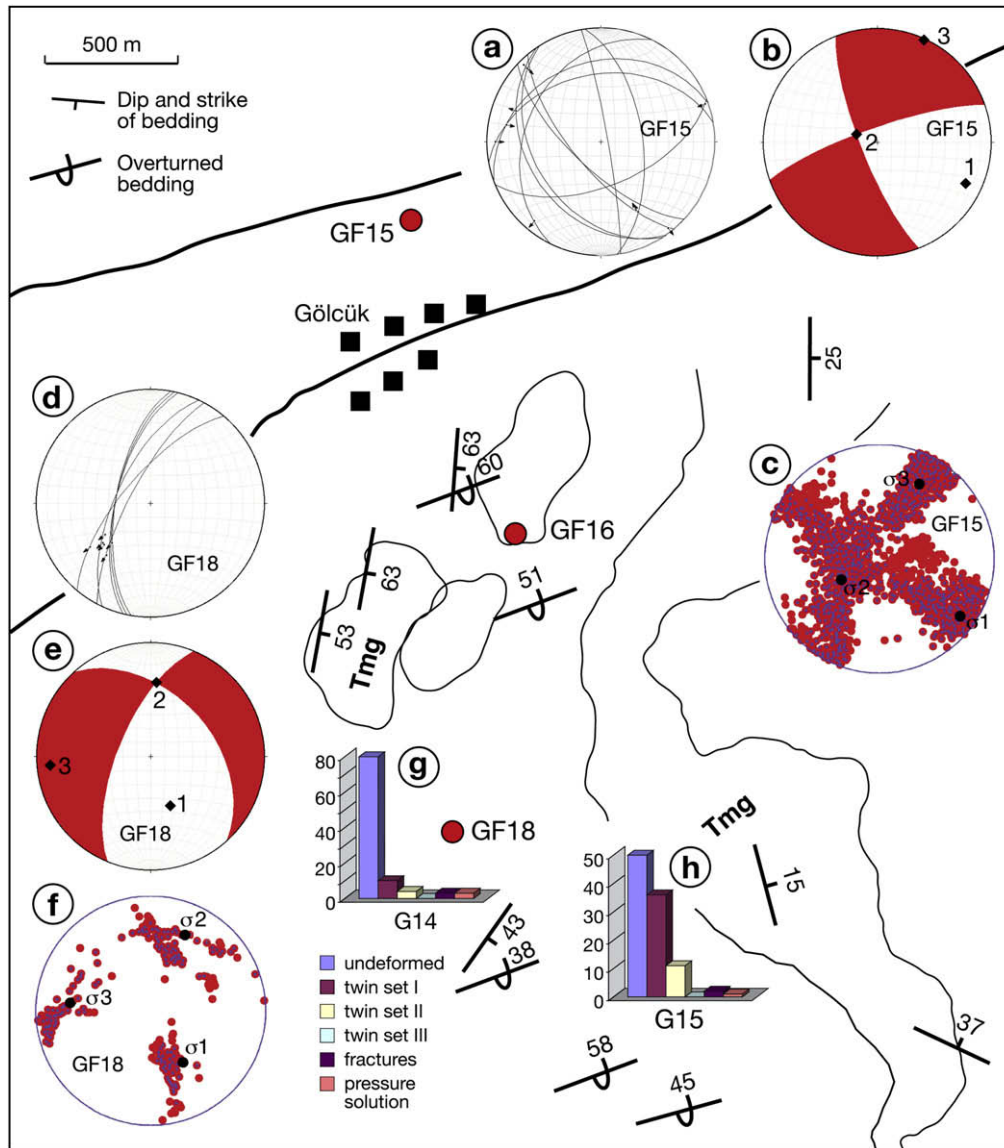 500 m
Dip and strike
of bedding
Overturned
bedding
a
GF15
b
3
2
GF15
1
GF15
Gölcük
25
d
GF18
63
60
GF16
c
σ3
GF15
σ2
σ1
63
53
Tmg
51
e
2
3
1
GF18
g
80
60
40
20
0
G14
GF18
Tmg
15
h
50
40
30
20
10
0
G15
f
σ2
σ3
σ1
GF18
undeformed
twin set I
twin set II
twin set III
fractures
pressure
solution
43
38
58
45
37